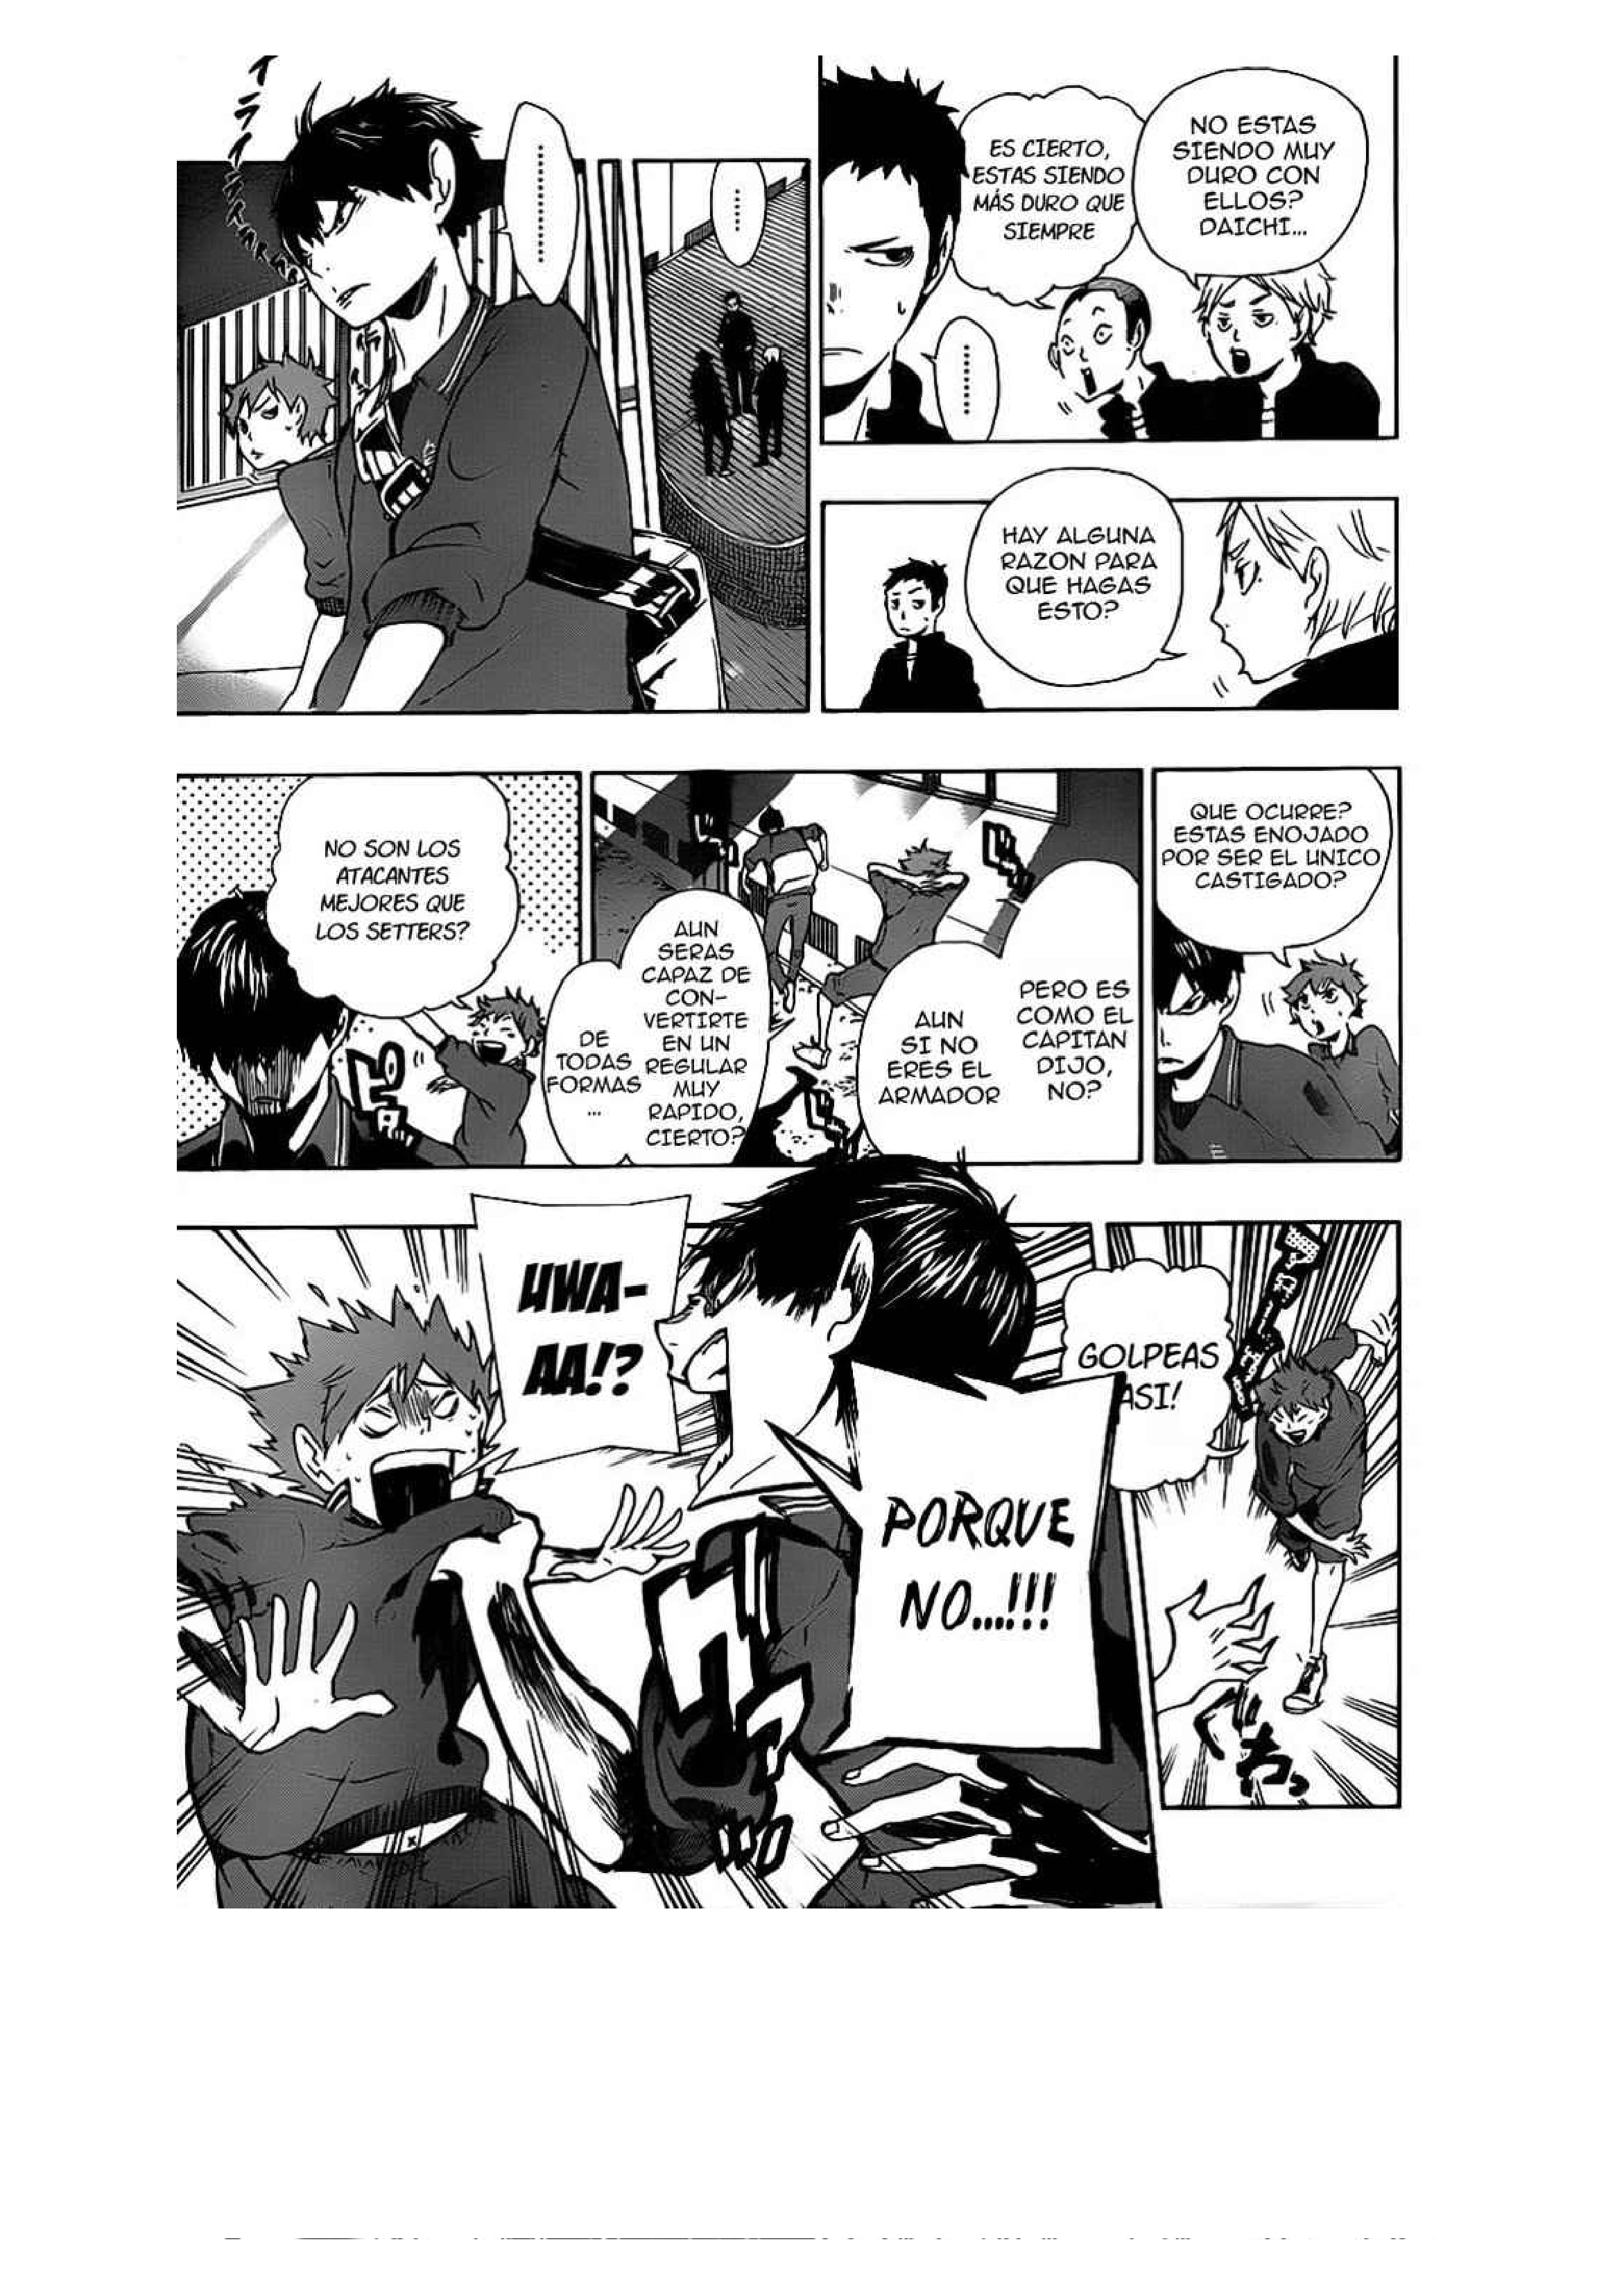 NO ESTAS
SIENDO MUY
DURO CON
ELLOS?
DAICHI...
ES CIERTO,
ESTAS SIENDO
MÁS DURO QUE
SIEMPRE
.........
HAY ALGUNA
RAZON PARA
QUE HAGAS
ESTO?
......
............
QUE OCURRE?
ESTAS ENOJADO
POR SER EL UNICO
CASTIGADO?
PERO ES
COMO EL
CAPITAN
DIJO,
NO?
AUN
SI NO
ERES EL
ARMADOR
AUN
SERAS
CAPAZ DE
CON-
VERTIRTE
EN UN
REGULAR
MUY
RAPIDO,
CIERTO?
DE
TODAS
FORMAS
...
NO SON LOS
ATACANTES
MEJORES QUE
LOS SETTERS?
GOLPEAS
ASI!
PORQUE
NO....!!!
UWA-
AA!?